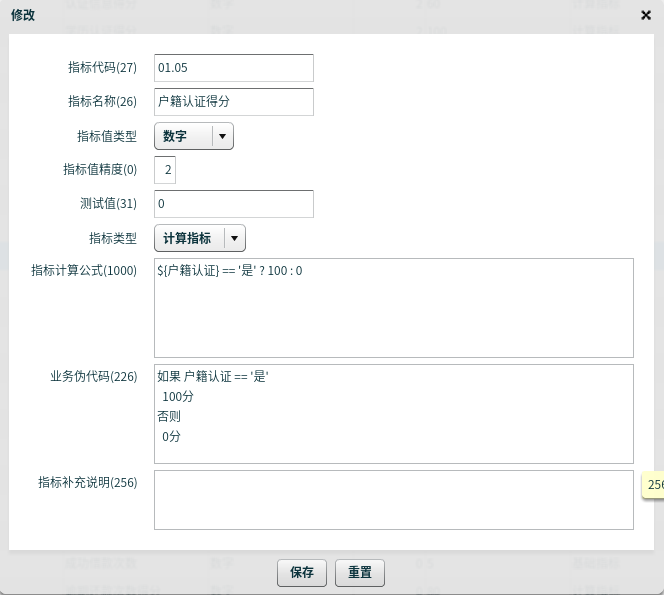 修改
指标代码(27) 01.05
指标名称(26) 户籍认证得分
指标值类型 数字
指标值精度(0) 2
测试值(31) 0
指标类型 计算指标
指标计算公式(1000) ${户籍认证} == '是' ? 100 : 0
业务伪代码(226) 如果 户籍认证 == '是'
100分
否则
0分
指标补充说明(256)
256
保存 重置